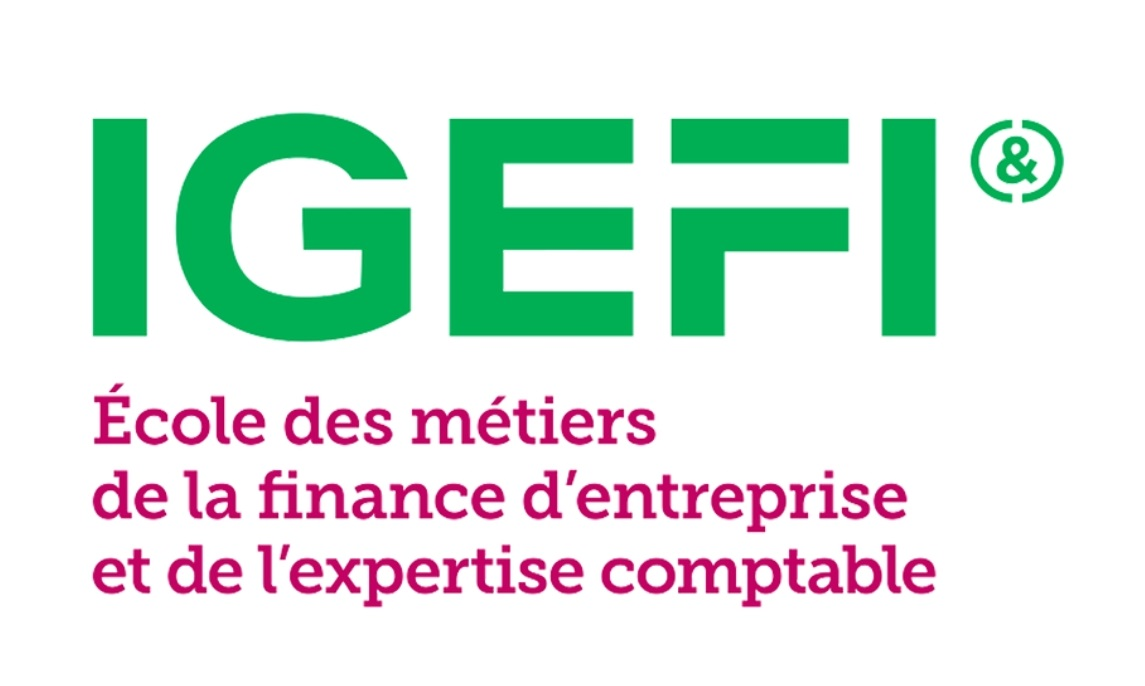 IGEFI &
École des métiers
de la finance d’entreprise
et de l’expertise comptable